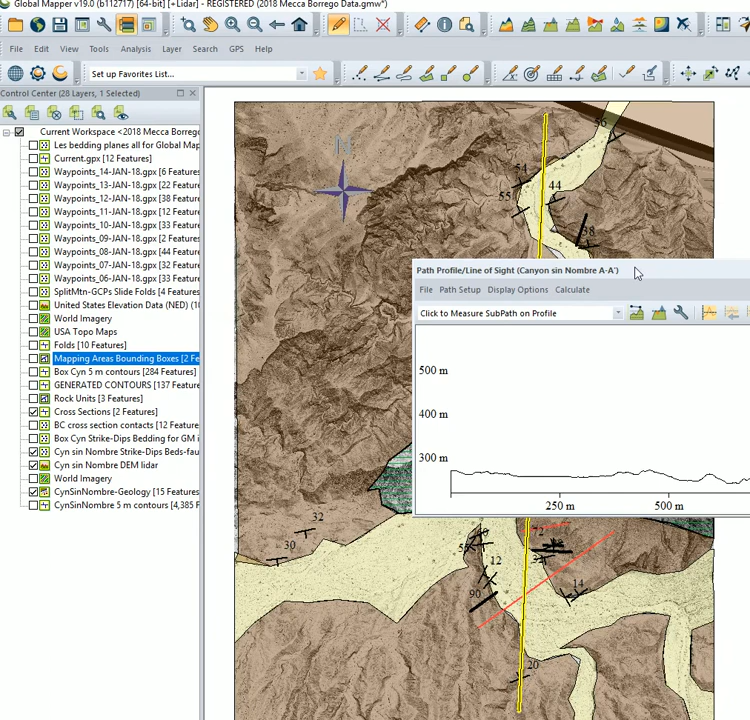 Global Mapper v19.0 (b112717) [64-bit] [+Lidar] - REGISTERED (2018 Mecca Borrego Data.gmw*)
File Edit View Tools Analysis Layer Search GPS Help
Set up Favorites List...
Control Center (28 Layers, 1 Selected)
Current Workspace <2018 Mecca Borreg
Les bedding planes all for Global Map
Current.gpx [12 Features]
Waypoints_14-JAN-18.gpx [6 Features
Waypoints_13-JAN-18.gpx [22 Feature
Waypoints_12-JAN-18.gpx [38 Feature
Waypoints_11-JAN-18.gpx [12 Feature
Waypoints_10-JAN-18.gpx [33 Feature
Waypoints_09-JAN-18.gpx [2 Features
Waypoints_08-JAN-18.gpx [44 Feature
Waypoints_07-JAN-18.gpx [32 Feature
Waypoints_06-JAN-18.gpx [33 Feature
SplitMtn-GCPs Slide Folds [4 Features
United States Elevation Data (NED) (10
World Imagery
USA Topo Maps
Folds [10 Features]
Mapping Areas Bounding Boxes [2 Fe
Box Cyn 5 m contours [284 Features]
GENERATED CONTOURS [137 Feature
Rock Units [3 Features]
Cross Sections [2 Features]
BC cross section contacts [12 Feature
Box Cyn Strike-Dips Bedding for GM i
Cyn sin Nombre Strike-Dips Beds-fau
Cyn sin Nombre DEM lidar
World Imagery
CynSinNombre-Geology [15 Features
CynSinNombre 5 m contours [4,385 F
N
56
54
55
44
38
Path Profile/Line of Sight (Canyon sin Nombre A-A')
File Path Setup Display Options Calculate
Click to Measure SubPath on Profile
500 m
400 m
300 m
250 m 500 m
32
30
72
12
14
90
20